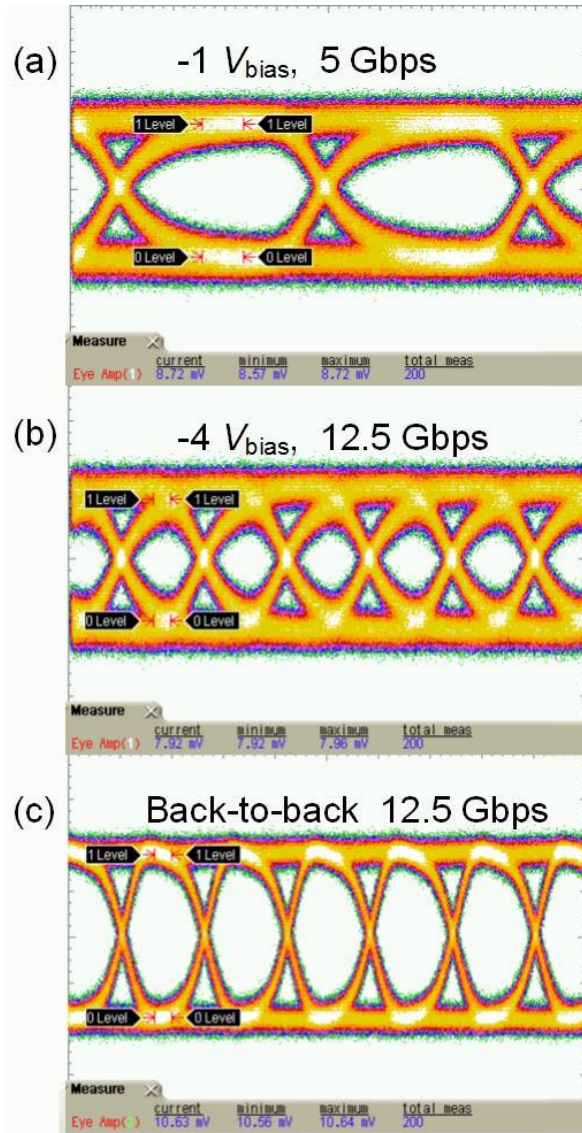 (a) -1 Vbias, 5 Gbps
1 Level 1 Level
0 Level 0 Level
Measure
current minimum maximum total meas
Eye Amp(1) 8.72 mV 8.57 mV 8.72 mV 200
(b) -4 Vbias, 12.5 Gbps
1 Level 1 Level
0 Level 0 Level
Measure
current minimum maximum total meas
Eye Amp(1) 7.92 mV 7.92 mV 7.96 mV 200
(c) Back-to-back 12.5 Gbps
1 Level 1 Level
0 Level 0 Level
Measure
current minimum maximum total meas
Eye Amp( ) 10.63 mV 10.56 mV 10.64 mV 200